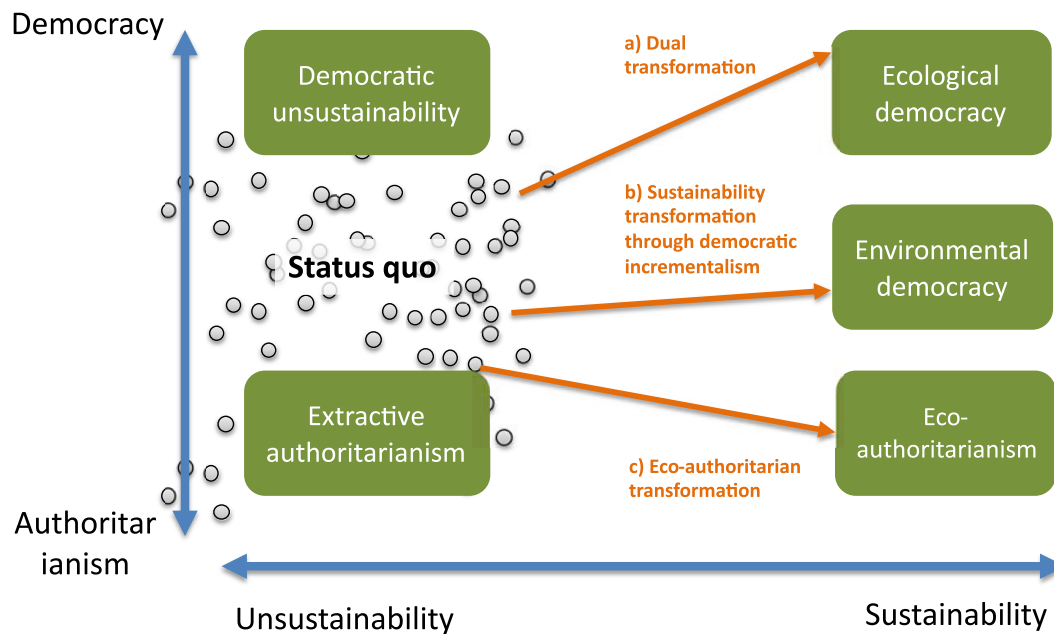 Democracy
Democratic
unsustainability
a) Dual
transformation
Ecological
democracy
b) Sustainability
transformation
through democratic
incrementalism
Status quo
Environmental
democracy
Extractive
authoritarianism
c) Eco-authoritarian
transformation
Eco-
authoritarianism
Authoritar
ianism
Unsustainability
Sustainability